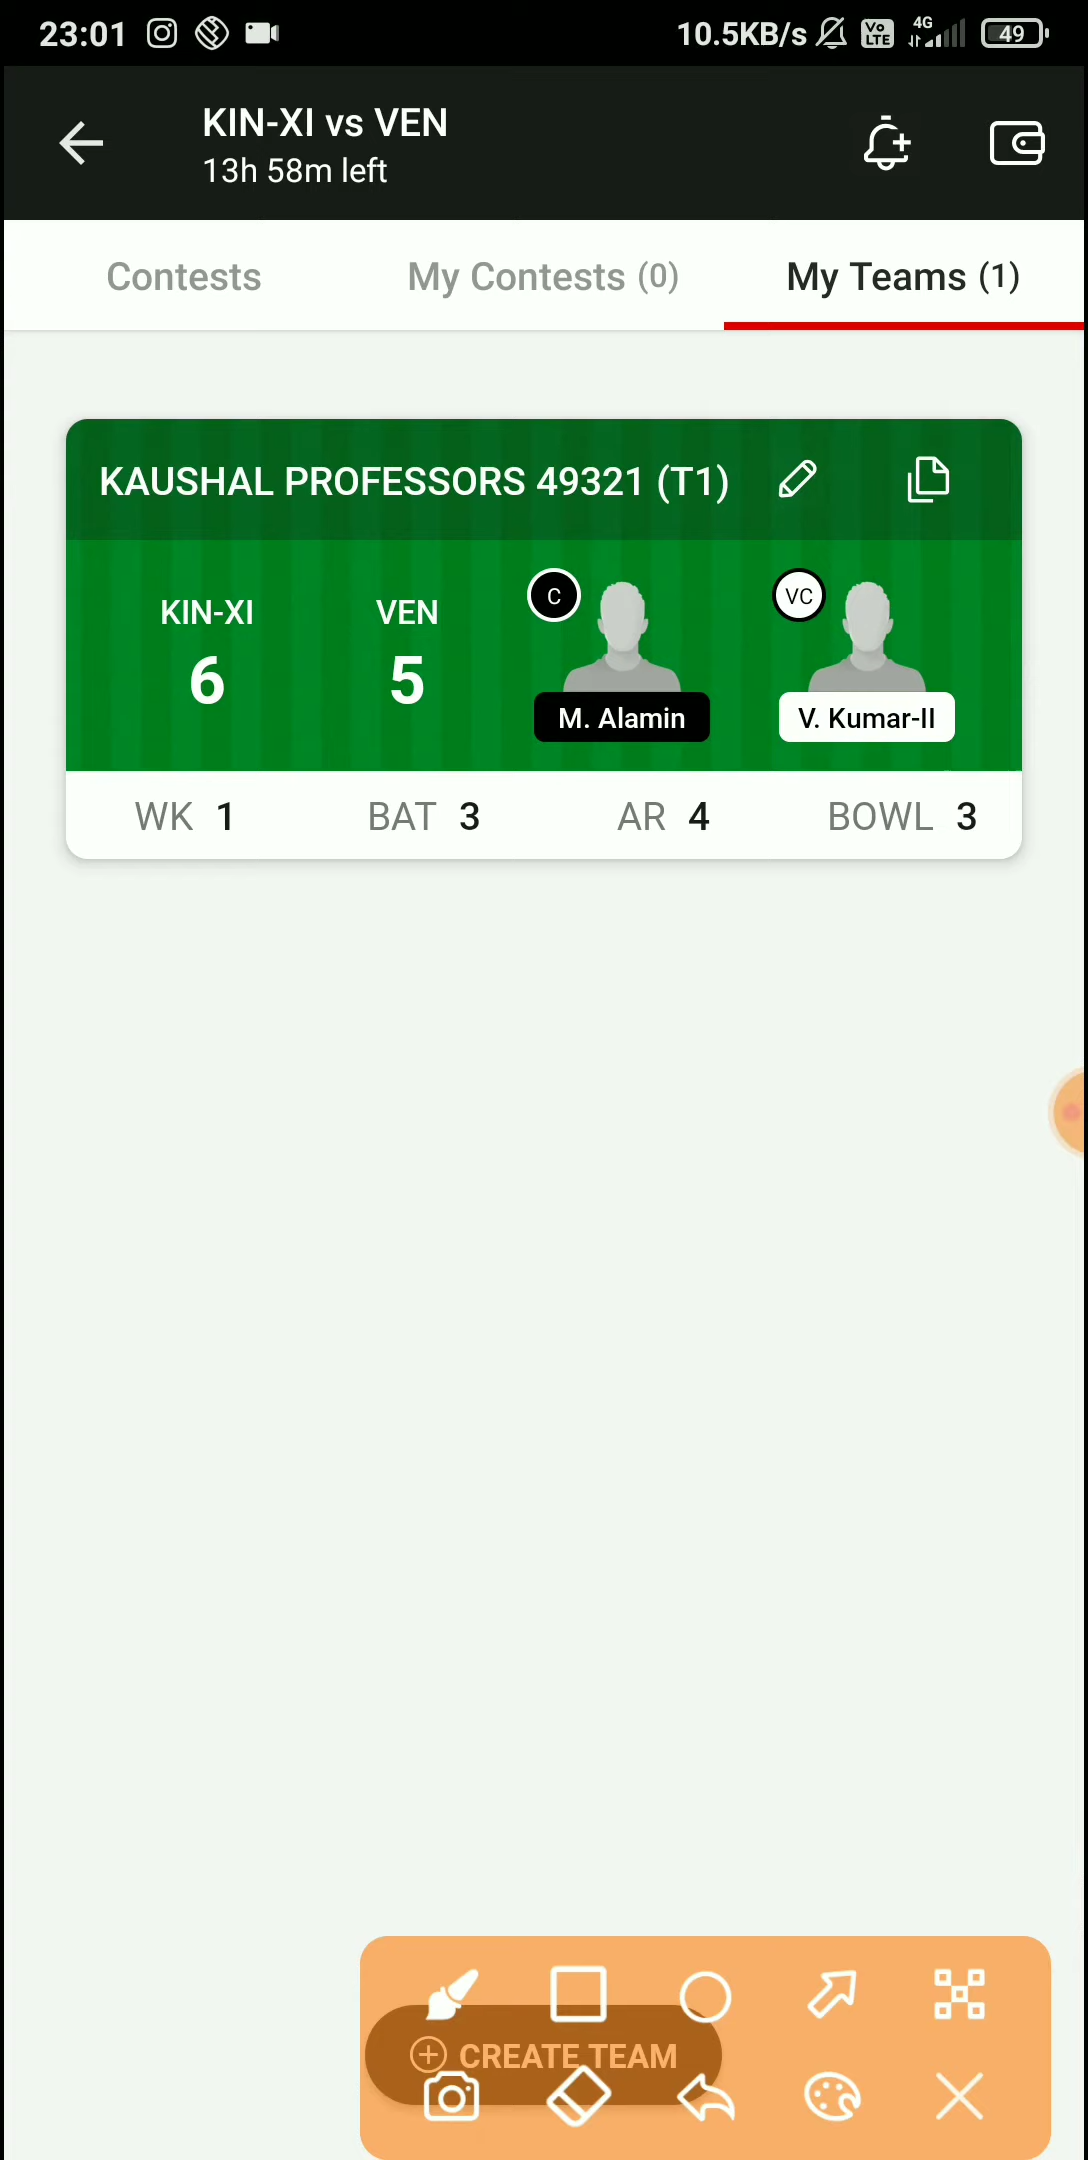 23:01 10.5KB/s Vo LTE 4G 49
KIN-XI vs VEN
13h 58m left
Contests My Contests (0) My Teams (1)
KAUSHAL PROFESSORS 49321 (T1)
KIN-XI VEN C VC
6 5
M. Alamin V. Kumar-II
WK 1 BAT 3 AR 4 BOWL 3
CREATE TEAM